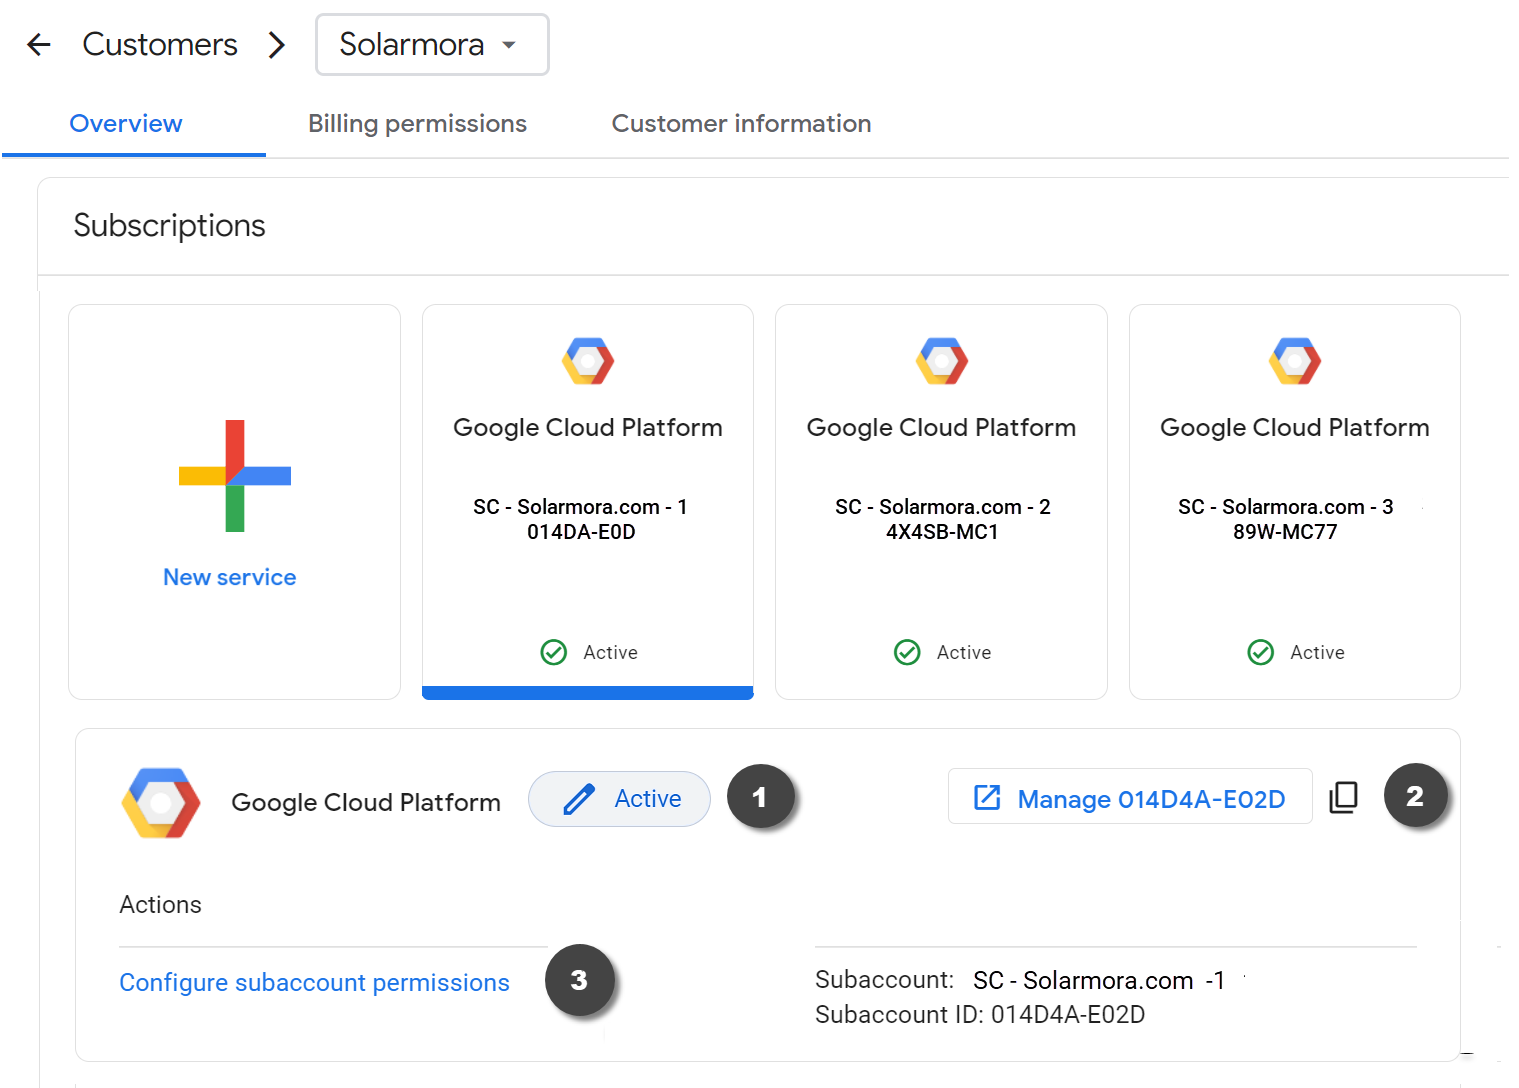 Customers Solarmora
Overview Billing permissions Customer information
Subscriptions
New service
Google Cloud Platform
SC - Solarmora.com - 1
014DA-E0D
Active
Google Cloud Platform
SC - Solarmora.com - 2
4X4SB-MC1
Active
Google Cloud Platform
SC - Solarmora.com - 3
89W-MC77
Active
Google Cloud Platform Active 1 Manage 014D4A-E02D 2
Actions
Configure subaccount permissions 3
Subaccount: SC - Solarmora.com -1
Subaccount ID: 014D4A-E02D